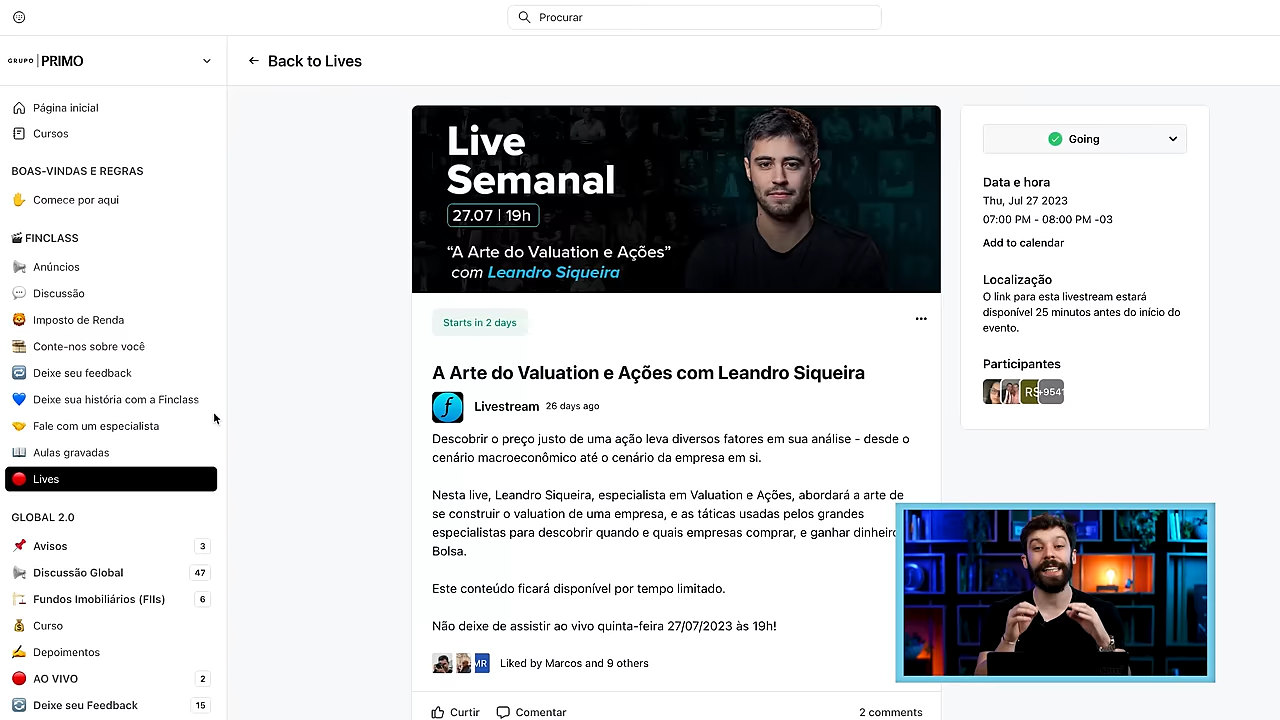 Procurar
GRUPO | PRIMO
Back to Lives
Página inicial
Cursos
BOAS-VINDAS E REGRAS
Comece por aqui
FINCLASS
Anúncios
Discussão
Imposto de Renda
Conte-nos sobre você
Deixe seu feedback
Deixe sua história com a Finclass
Fale com um especialista
Aulas gravadas
Lives
GLOBAL 2.0
Avisos 3
Discussão Global 47
Fundos Imobiliários (FIIs) 6
Curso
Depoimentos
AO VIVO 2
Deixe seu Feedback 15
Live
Semanal
27.07 | 19h
“A Arte do Valuation e Ações”
com Leandro Siqueira
Starts in 2 days
A Arte do Valuation e Ações com Leandro Siqueira
Livestream 26 days ago
Descobrir o preço justo de uma ação leva diversos fatores em sua análise - desde o
cenário macroeconômico até o cenário da empresa em si.
Nesta live, Leandro Siqueira, especialista em Valuation e Ações, abordará a arte de
se construir o valuation de uma empresa, e as táticas usadas pelos grandes
especialistas para descobrir quando e quais empresas comprar, e ganhar dinheiro
Bolsa.
Este conteúdo ficará disponível por tempo limitado.
Não deixe de assistir ao vivo quinta-feira 27/07/2023 às 19h!
MR Liked by Marcos and 9 others
Curtir Comentar 2 comments
Going
Data e hora
Thu, Jul 27 2023
07:00 PM - 08:00 PM -03
Add to calendar
Localização
O link para esta livestream estará
disponível 25 minutos antes do início do
evento.
Participantes
RS +954